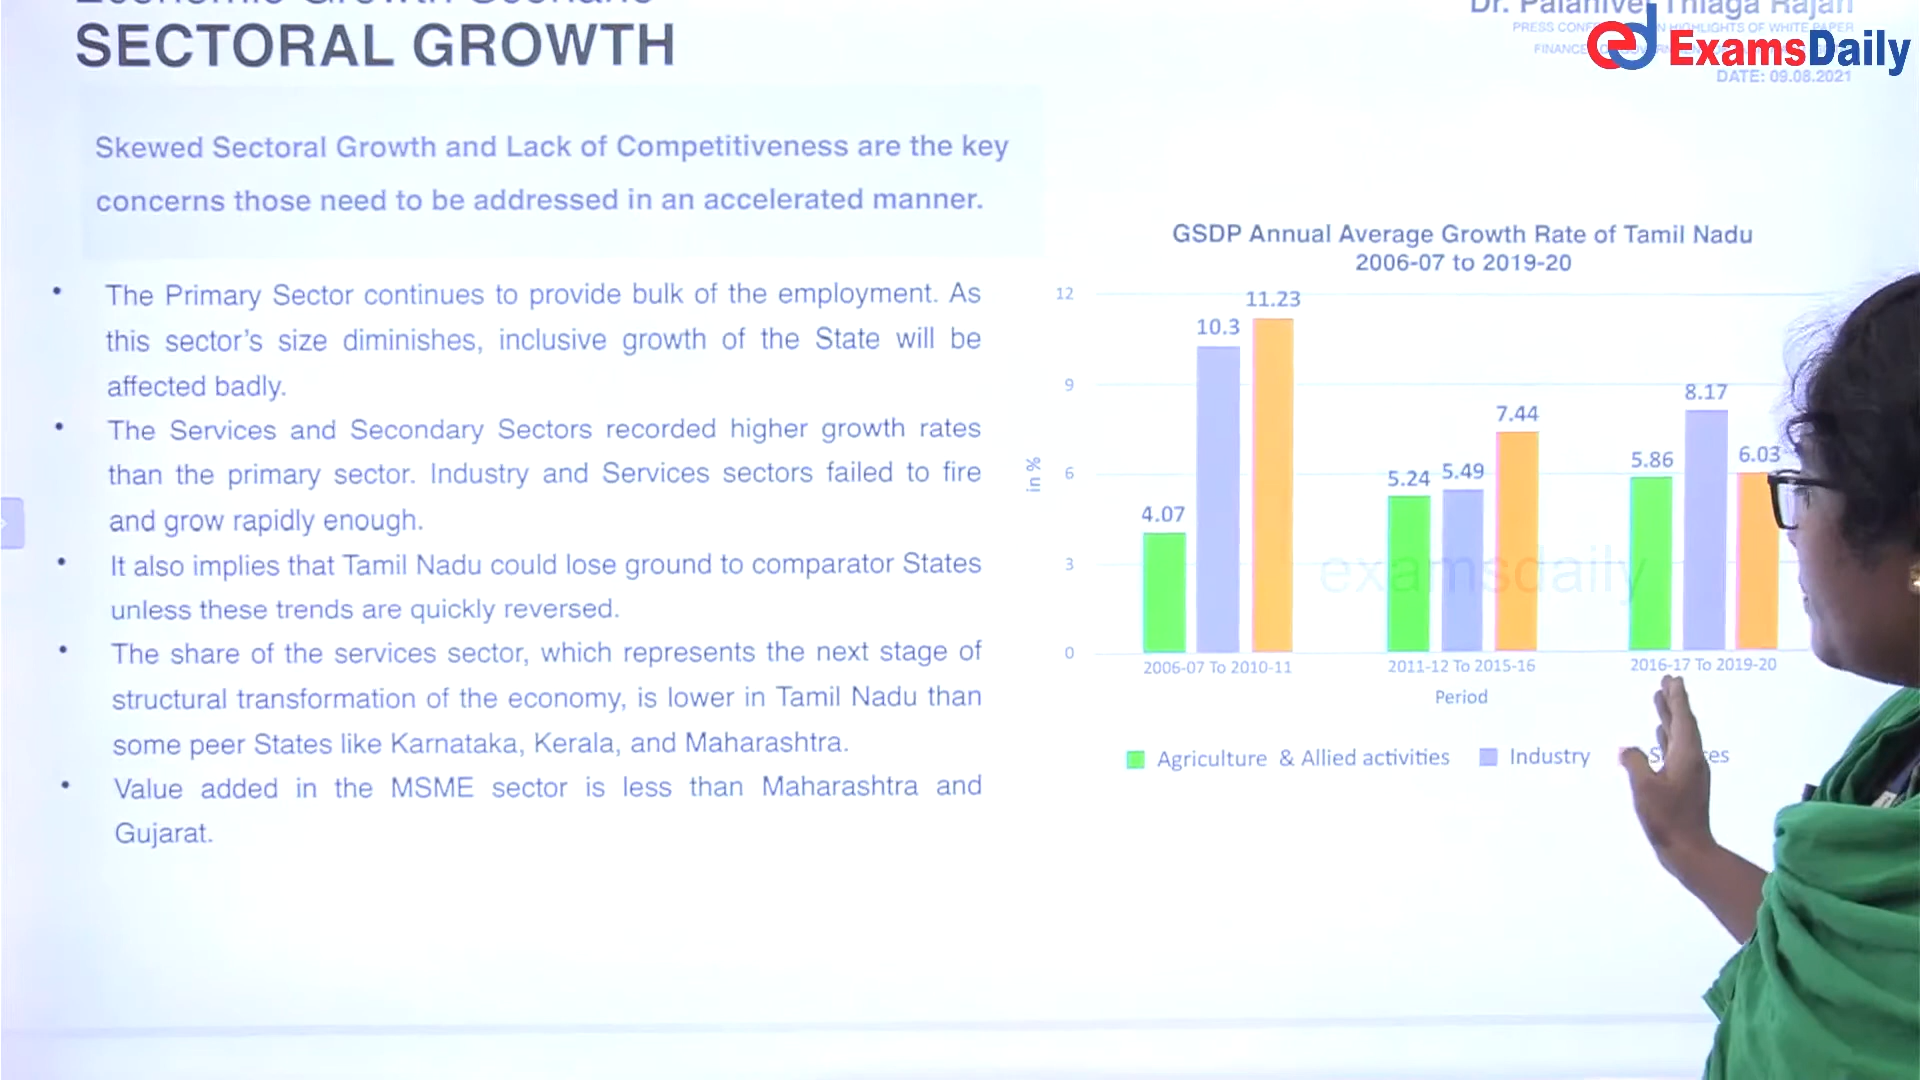 Economic Growth Scenario
SECTORAL GROWTH
Dr. Palanivel Thiaga Rajan
DATE: 09.08.2021
ExamsDaily
Skewed Sectoral Growth and Lack of Competitiveness are the key
concerns those need to be addressed in an accelerated manner.
• The Primary Sector continues to provide bulk of the employment. As
this sector's size diminishes, inclusive growth of the State will be
affected badly.
• The Services and Secondary Sectors recorded higher growth rates
than the primary sector. Industry and Services sectors failed to fire
and grow rapidly enough.
• It also implies that Tamil Nadu could lose ground to comparator States
unless these trends are quickly reversed.
• The share of the services sector, which represents the next stage of
structural transformation of the economy, is lower in Tamil Nadu than
some peer States like Karnataka, Kerala, and Maharashtra.
• Value added in the MSME sector is less than Maharashtra and
Gujarat.
GSDP Annual Average Growth Rate of Tamil Nadu
2006-07 to 2019-20
in %
12
9
6
3
0
4.07
10.3
11.23
5.24
5.49
7.44
5.86
8.17
6.03
examsdaily
2006-07 To 2010-11
2011-12 To 2015-16
2016-17 To 2019-20
Period
Agriculture & Allied activities
Industry